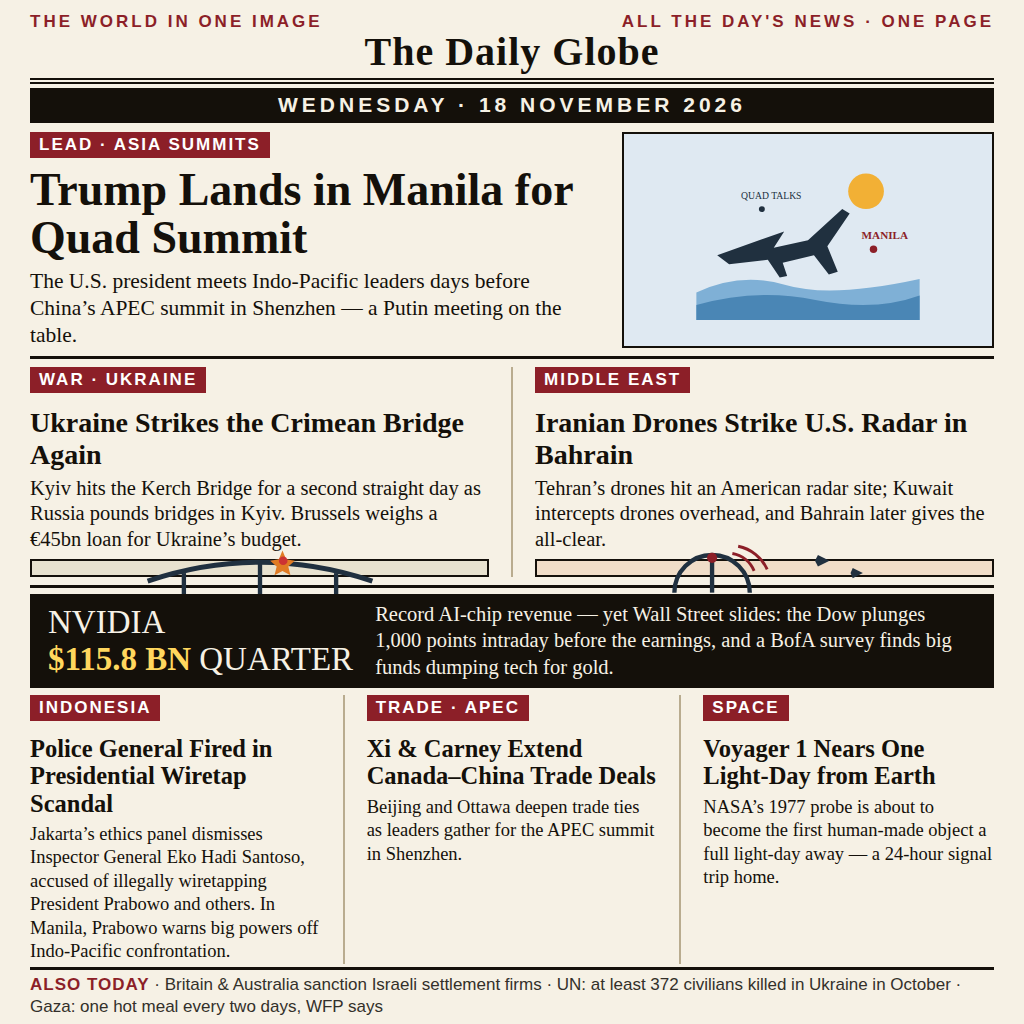 THE WORLD IN ONE IMAGE
ALL THE DAY'S NEWS · ONE PAGE
The Daily Globe
WEDNESDAY · 18 NOVEMBER 2026
LEAD · ASIA SUMMITS
Trump Lands in Manila for
Quad Summit
The U.S. president meets Indo-Pacific leaders days before
China’s APEC summit in Shenzhen — a Putin meeting on the
table.
QUAD TALKS
MANILA
WAR · UKRAINE
Ukraine Strikes the Crimean Bridge
Again
Kyiv hits the Kerch Bridge for a second straight day as
Russia pounds bridges in Kyiv. Brussels weighs a
€45bn loan for Ukraine’s budget.
MIDDLE EAST
Iranian Drones Strike U.S. Radar in
Bahrain
Tehran’s drones hit an American radar site; Kuwait
intercepts drones overhead, and Bahrain later gives the
all-clear.
NVIDIA
$115.8 BN QUARTER
Record AI-chip revenue — yet Wall Street slides: the Dow plunges
1,000 points intraday before the earnings, and a BofA survey finds big
funds dumping tech for gold.
INDONESIA
Police General Fired in
Presidential Wiretap
Scandal
Jakarta’s ethics panel dismisses
Inspector General Eko Hadi Santoso,
accused of illegally wiretapping
President Prabowo and others. In
Manila, Prabowo warns big powers off
Indo-Pacific confrontation.
TRADE · APEC
Xi & Carney Extend
Canada–China Trade Deals
Beijing and Ottawa deepen trade ties
as leaders gather for the APEC summit
in Shenzhen.
SPACE
Voyager 1 Nears One
Light-Day from Earth
NASA’s 1977 probe is about to
become the first human-made object a
full light-day away — a 24-hour signal
trip home.
ALSO TODAY · Britain & Australia sanction Israeli settlement firms · UN: at least 372 civilians killed in Ukraine in October ·
Gaza: one hot meal every two days, WFP says